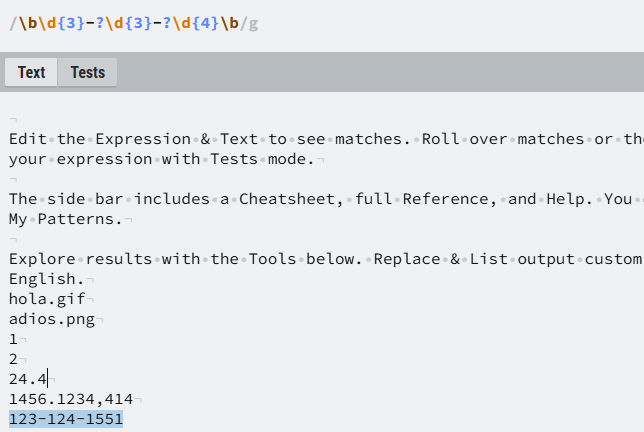 /\b\d{3}-?\d{3}-?\d{4}\b/g
Text Tests
¬
Edit•the•Expression•&•Text•to•see•matches.•Roll•over•matches•or•the
your•expression•with•Tests•mode.¬
¬
The•side•bar•includes•a•Cheatsheet,•full•Reference,•and•Help.•You•
My•Patterns.¬
¬
Explore•results•with•the•Tools•below.•Replace•&•List•output•custom
English.¬
hola.gif¬
adios.png¬
1¬
2¬
24.4¬
1456.1234,414¬
123-124-1551